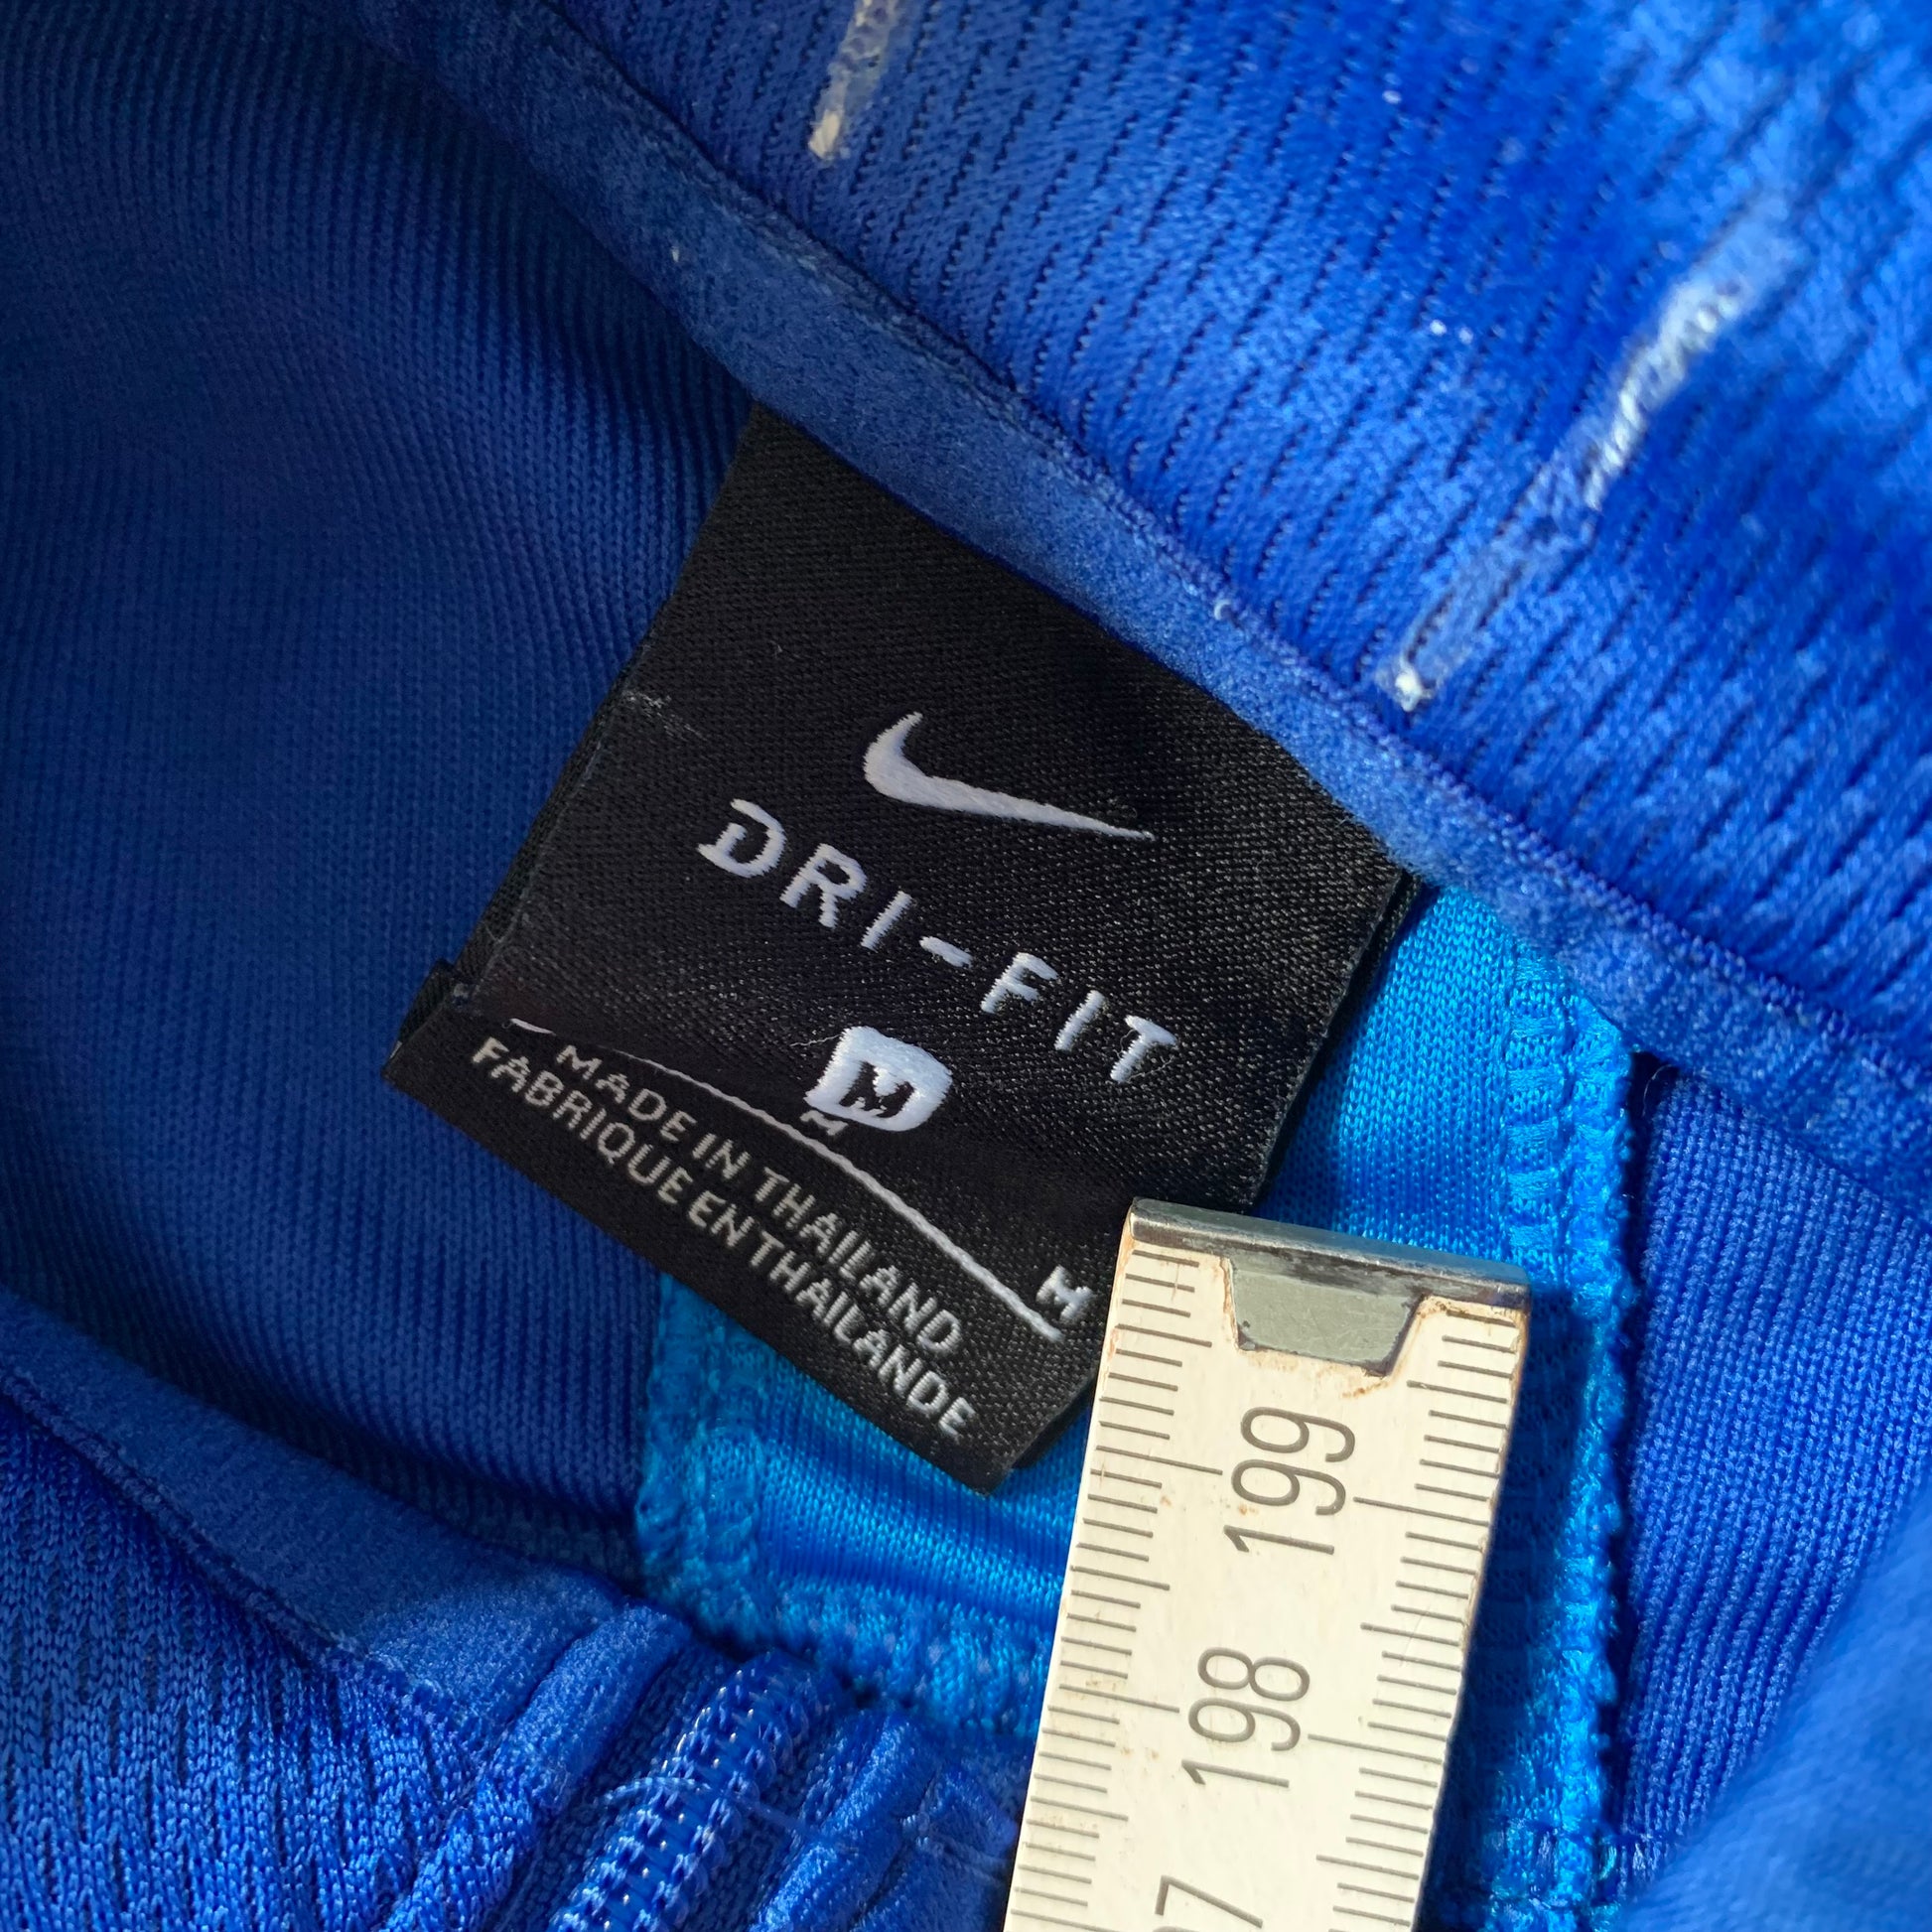 DRI-FIT
M
M
M
MADE IN THAILAND
FABRIQUE EN THAILANDE
199
198